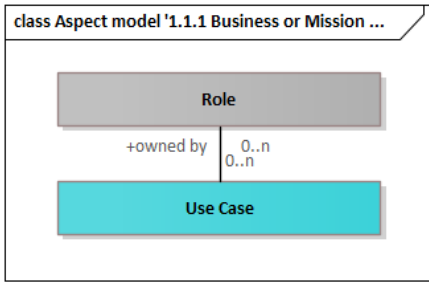 class Aspect model '1.1.1 Business or Mission ...
Role
+owned by 0..n
0..n
Use Case